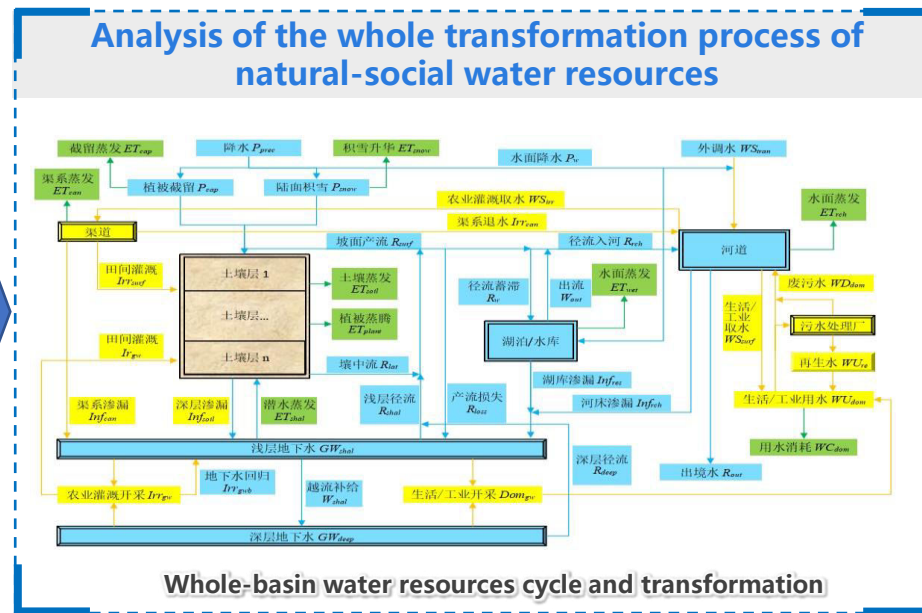 Analysis of the whole transformation process of
natural-social water resources
截留蒸发 ETcap
降水 Pprec
积雪升华 ETsnow
水面降水 Pw
外调水 WStran
渠系蒸发
ETcan
植被截留 Pcap
陆面积雪 Psnow
农业灌溉取水 WSirr
水面蒸发
ETrch
渠道
渠系退水 Irrcan
坡面产流 Rsurf
径流入河 Rrch
河道
田间灌溉
Irrsurf
土壤层 1
土壤蒸发
ETsoil
径流蓄滞
Rw
出流
Wout
水面蒸发
ETwet
废污水 WDdom
土壤层...
植被蒸腾
ETplant
生活/
工业
取水
WSsurf
污水处理厂
田间灌溉
Irrgw
湖泊/水库
土壤层 n
壤中流 Rlat
再生水 WUre
渠系渗漏
Infcan
深层渗漏
Infsoil
潜水蒸发
ETshal
浅层径流
Rshal
产流损失
Rloss
湖库渗漏 Infres
河床渗漏 Infrch
生活/工业用水 WUdom
浅层地下水 GWshal
用水消耗 WCdom
农业灌溉开采 Irrgw
地下水回归
Irrgwb
越流补给
Wshal
生活/工业开采 Domgw
深层径流
Rdeep
出境水 Rout
深层地下水 GWdeep
Whole-basin water resources cycle and transformation